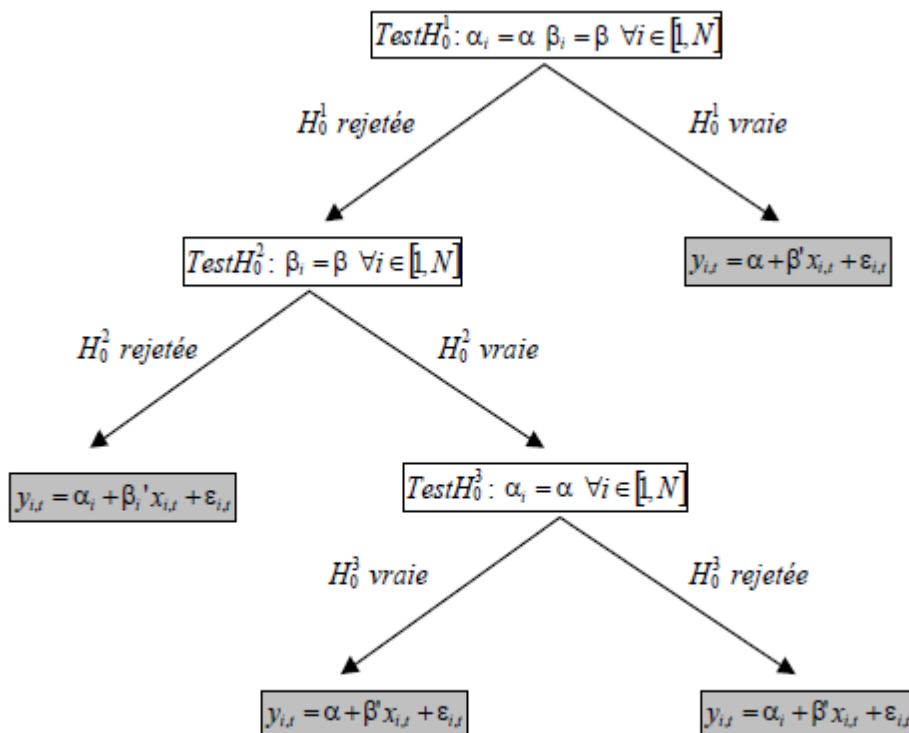 TestH₀¹: αᵢ = α βᵢ = β ∀i ∈ [1, N]
H₀¹ rejetée
H₀¹ vraie
TestH₀²: βᵢ = β ∀i ∈ [1, N]
yᵢ,ₜ = α + β' xᵢ,ₜ + εᵢ,ₜ
H₀² rejetée
H₀² vraie
yᵢ,ₜ = αᵢ + βᵢ' xᵢ,ₜ + εᵢ,ₜ
TestH₀³: αᵢ = α ∀i ∈ [1, N]
H₀³ vraie
H₀³ rejetée
yᵢ,ₜ = α + β' xᵢ,ₜ + εᵢ,ₜ
yᵢ,ₜ = αᵢ + β' xᵢ,ₜ + εᵢ,ₜ